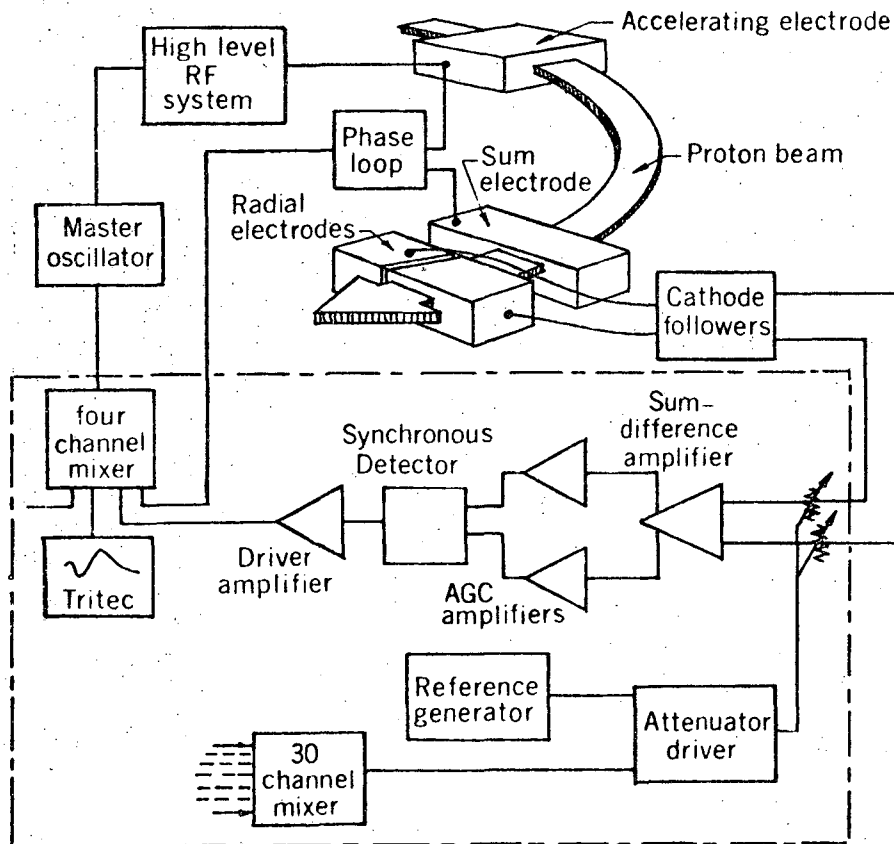 Accelerating electrode
High level
RF
system
Phase
loop
Sum
electrode
Proton beam
Radial
electrodes
Master
oscillator
Cathode
followers
four
channel
mixer
Synchronous
Detector
Sum-
difference
amplifier
Driver
amplifier
Tritec
AGC
amplifiers
Reference
generator
Attenuator
driver
30
channel
mixer